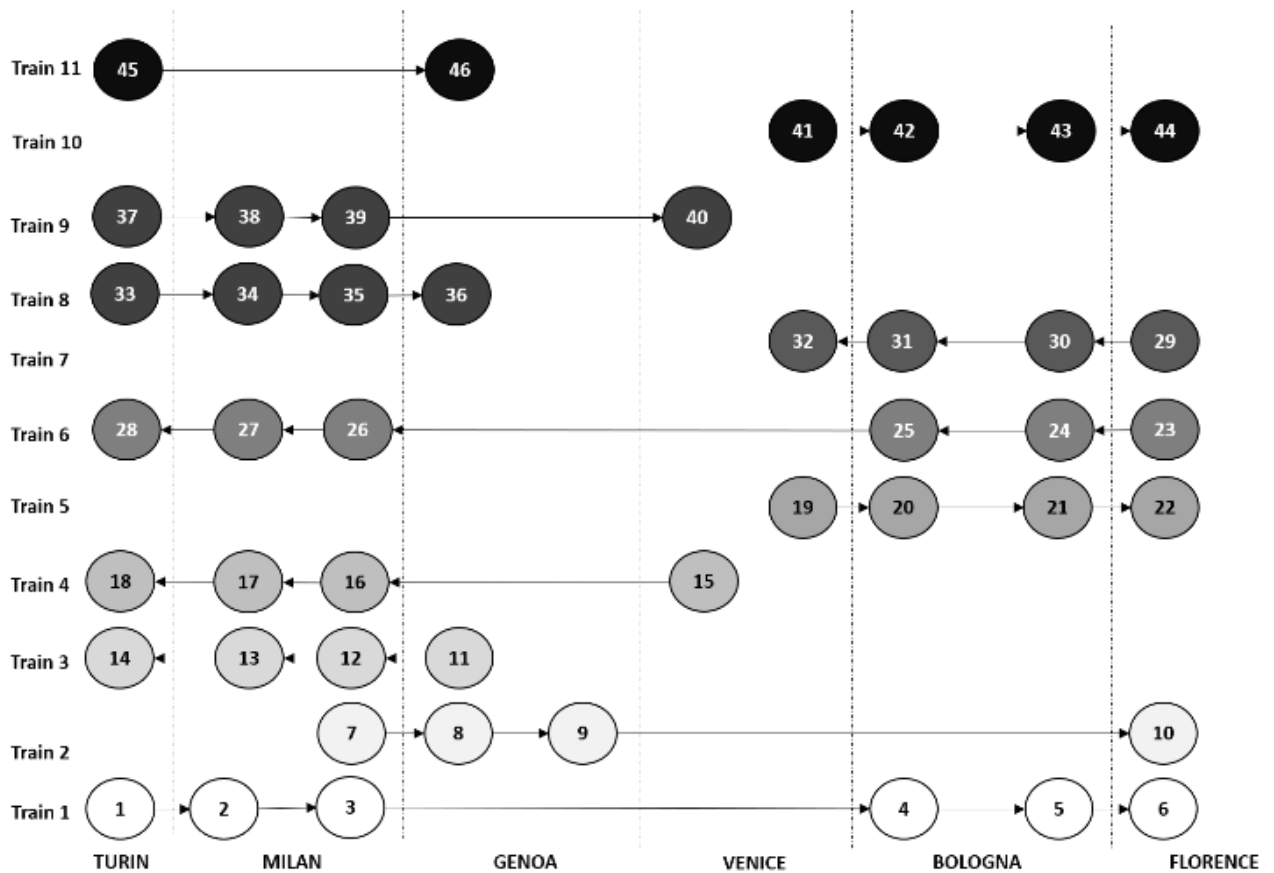 Train 11 45 46
Train 10 41 42 43 44
Train 9 37 38 39 40
Train 8 33 34 35 36
Train 7 32 31 30 29
Train 6 28 27 26 25 24 23
Train 5 19 20 21 22
Train 4 18 17 16 15
Train 3 14 13 12 11
Train 2 7 8 9 10
Train 1 1 2 3 4 5 6
TURIN MILAN GENOA VENICE BOLOGNA FLORENCE